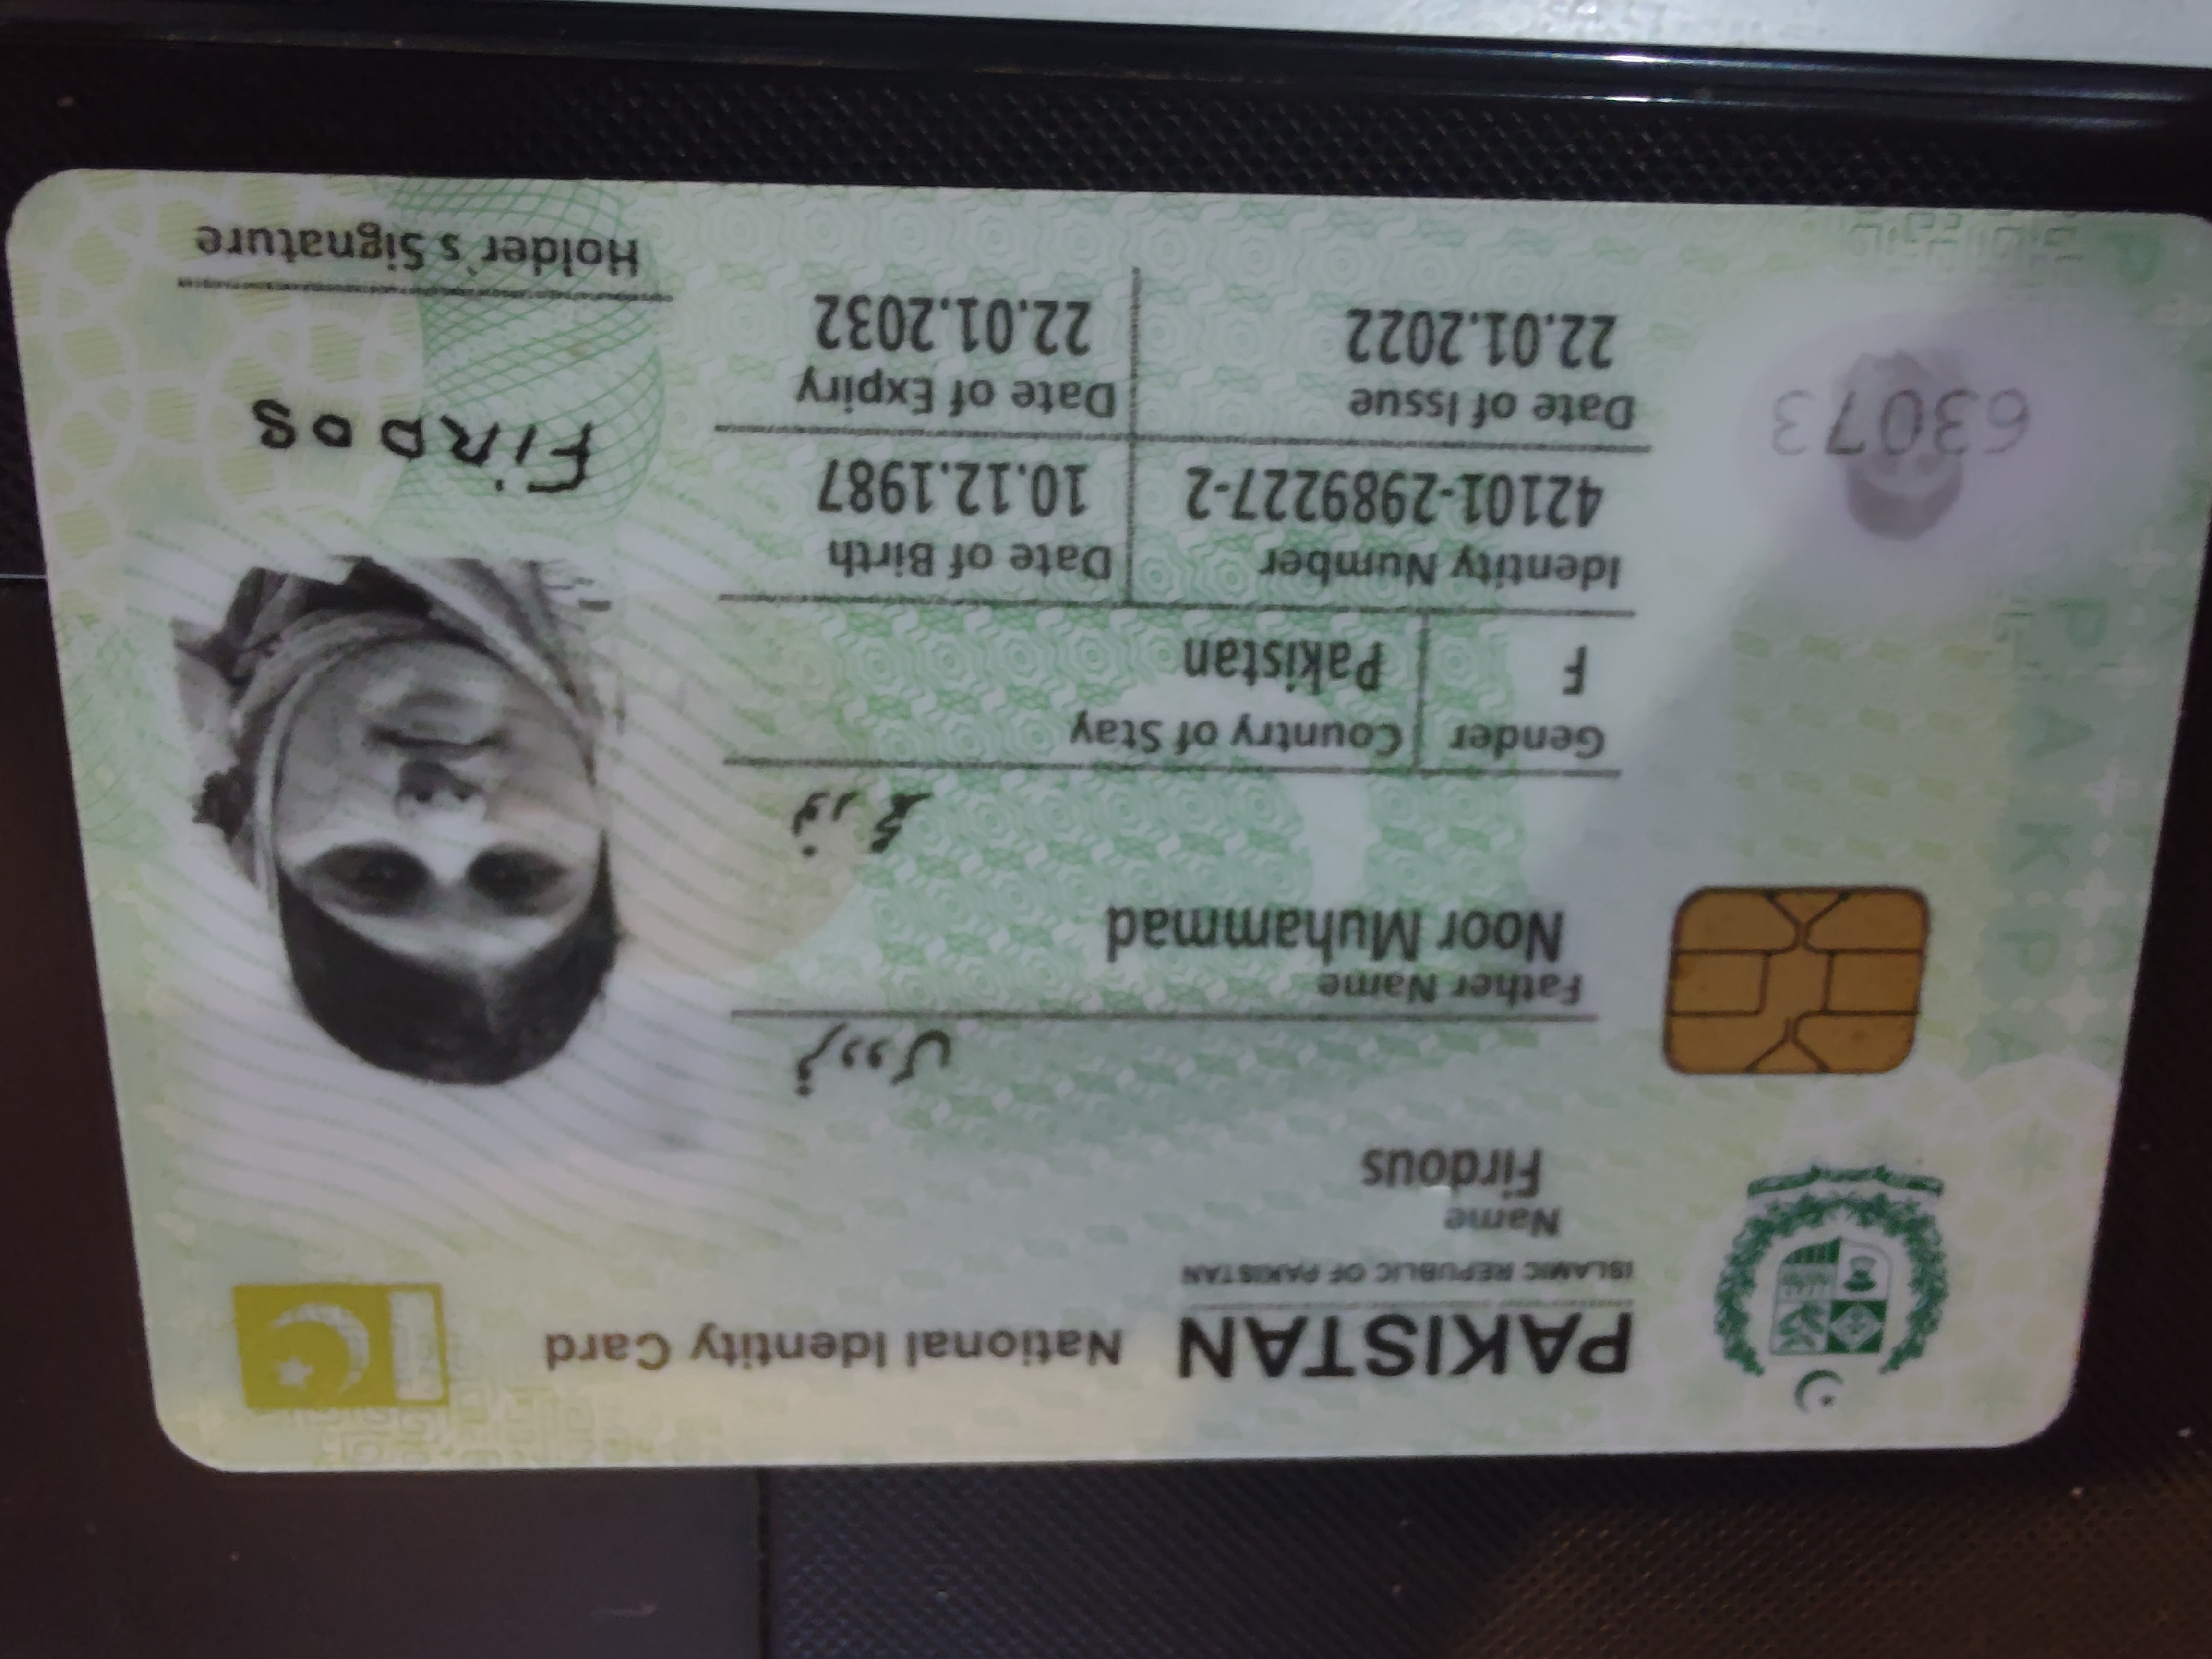 PAKISTAN National Identity Card
ISLAMIC REPUBLIC OF PAKISTAN
Name
Firdous
فردوس
Father Name
Noor Muhammad
نور محمد
Gender Country of Stay
F Pakistan
Identity Number Date of Birth
42101-2989227-2 10.12.1987
Date of Issue Date of Expiry
22.01.2022 22.01.2032
63073
FiRDOS
Holder's Signature